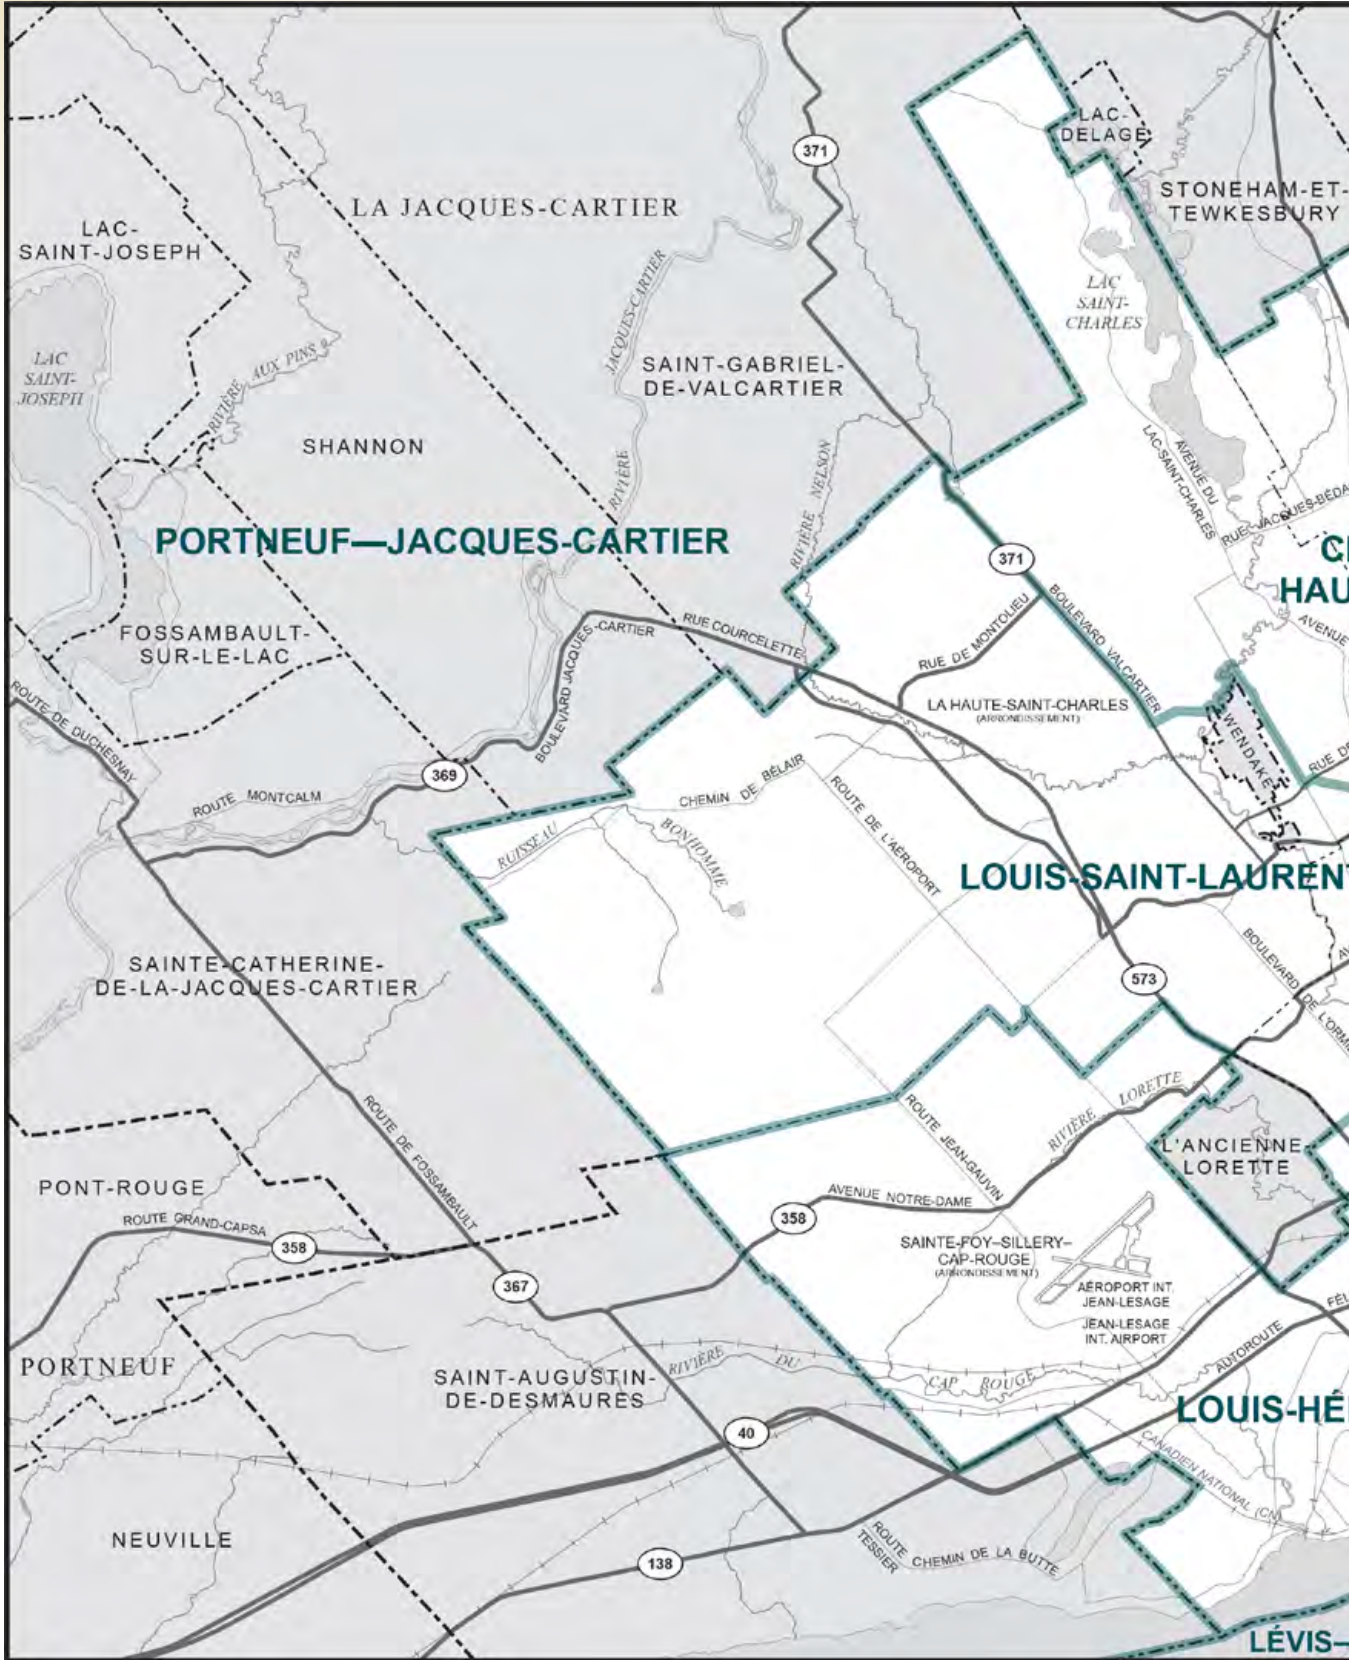 371
LAC-
DELAGE
STONEHAM-ET-
TEWKESBURY
LA JACQUES-CARTIER
LAC-
SAINT-JOSEPH
JACQUES-CARTIER
RIVIÈRE
LAC
SAINT-
CHARLES
LAC
SAINT-
JOSEPH
RIVIÈRE AUX PINS
SAINT-GABRIEL-
DE-VALCARTIER
SHANNON
RIVIÈRE NELSON
AVENUE DU
LAC-SAINT-CHARLES
RUE JACQUES-BÉDA
PORTNEUF—JACQUES-CARTIER
371
HAU
AVENUE
FOSSAMBAULT-
SUR-LE-LAC
BOULEVARD JACQUES-CARTIER
RUE COURCELETTE
RUE DE MONTOLIEU
BOULEVARD VALCARTIER
LA HAUTE-SAINT-CHARLES
(ARRONDISSEMENT)
WENDAKE
RUE DE
ROUTE DE DUCHESNAY
369
ROUTE MONTCALM
CHEMIN DE BÉLAIR
ROUTE DE L'AÉROPORT
RUISSEAU
BONHOMME
LOUIS-SAINT-LAUREN
BOULEVARD DE L'ORMI
SAINTE-CATHERINE-
DE-LA-JACQUES-CARTIER
573
ROUTE DE FOSSAMBAULT
ROUTE JEAN-GAUVIN
RIVIÈRE LORETTE
L'ANCIENNE-
LORETTE
PONT-ROUGE
ROUTE GRAND-CAPSA
358
AVENUE NOTRE-DAME
358
SAINTE-FOY–SILLERY–
CAP-ROUGE
(ARRONDISSEMENT)
367
AÉROPORT INT.
JEAN-LESAGE
JEAN-LESAGE
INT. AIRPORT
AUTOROUTE
FÉL
PORTNEUF
SAINT-AUGUSTIN-
DE-DESMAURES
RIVIÈRE DU
CAP ROUGE
LOUIS-HÉ
40
CANADIEN NATIONAL (CN)
NEUVILLE
138
ROUTE
TESSIER
CHEMIN DE LA BUTTE
LÉVIS—